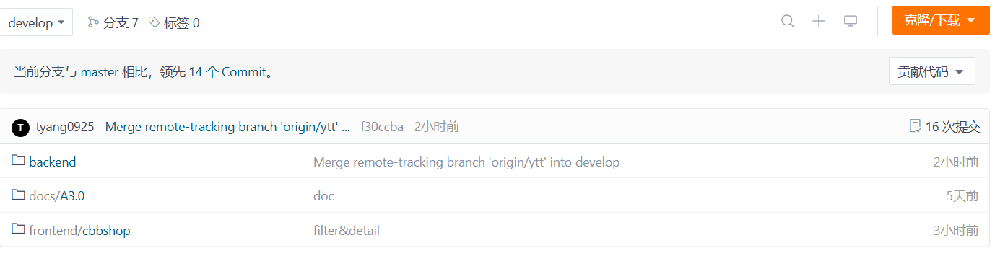 develop 分支 7 标签 0 克隆/下载
当前分支与 master 相比，领先 14 个 Commit。 贡献代码
T tyang0925 Merge remote-tracking branch 'origin/ytt' ... f30ccba 2小时前 16 次提交
backend Merge remote-tracking branch 'origin/ytt' into develop 2小时前
docs/A3.0 doc 5天前
frontend/cbbshop filter&detail 3小时前